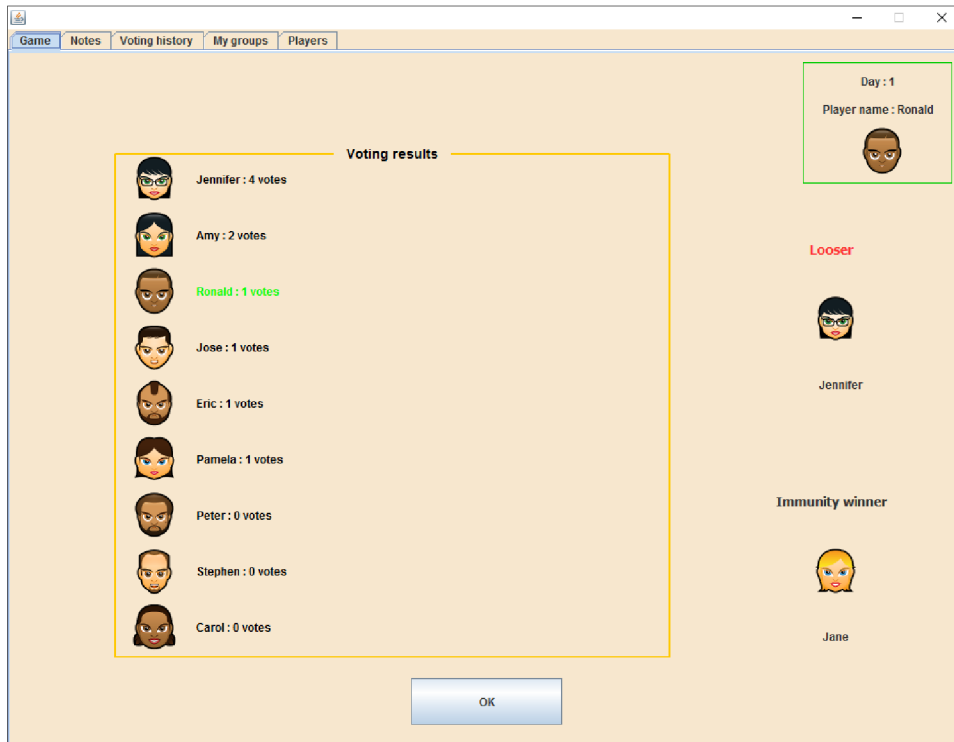 Game Notes Voting history My groups Players
Day : 1
Player name : Ronald
Voting results
Jennifer : 4 votes
Amy : 2 votes
Ronald : 1 votes
Jose : 1 votes
Eric : 1 votes
Pamela : 1 votes
Peter : 0 votes
Stephen : 0 votes
Carol : 0 votes
Looser
Jennifer
Immunity winner
Jane
OK